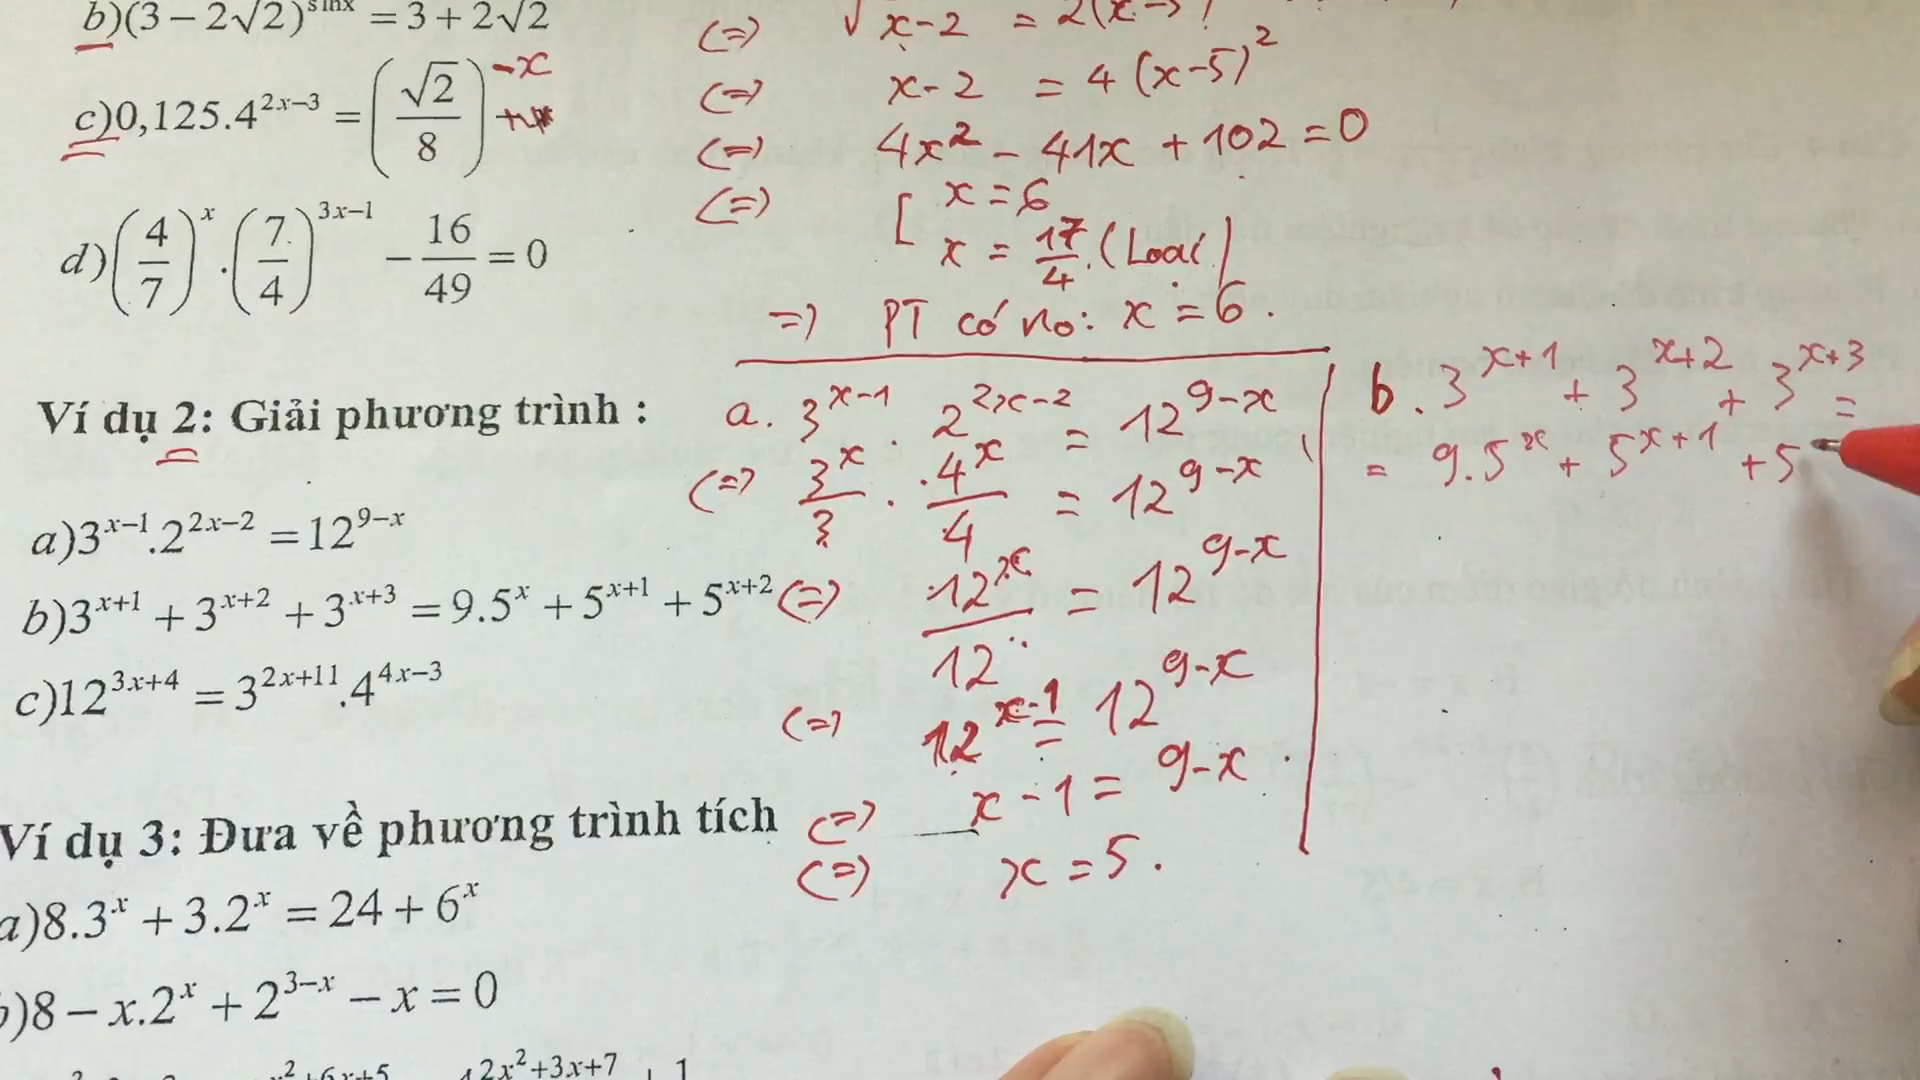 b)(3 − 2√2)^sinx = 3 + 2√2
c)0,125.4^(2x−3) = (√2/8)^(−x)
d)(4/7)^x.(7/4)^(3x−1) − 16/49 = 0
Ví dụ 2: Giải phương trình :
a)3^(x−1).2^(2x−2) = 12^(9−x)
b)3^(x+1) + 3^(x+2) + 3^(x+3) = 9.5^x + 5^(x+1) + 5^(x+2)
c)12^(3x+4) = 3^(2x+11).4^(4x−3)
Ví dụ 3: Đưa về phương trình tích
a)8.3^x + 3.2^x = 24 + 6^x
b)8 − x.2^x + 2^(3−x) − x = 0
(=) √x-2 = 2(x-5)
(=) x-2 = 4(x-5)^2
(=) 4x^2 - 41x + 102 = 0
(=) [ x = 6
x = 17/4 (Loại)
=) PT có no: x = 6.
a. 3^(x-1) . 2^(2x-2) = 12^(9-x)
(=) 3^x/3 . 4^x/4 = 12^(9-x)
(=) 12^x/12 = 12^(9-x)
(=) 12^(x-1) = 12^(9-x)
(=) x - 1 = 9-x
(=) x = 5.
b. 3^(x+1) + 3^(x+2) + 3^(x+3) =
= 9.5^x + 5^(x+1) + 5